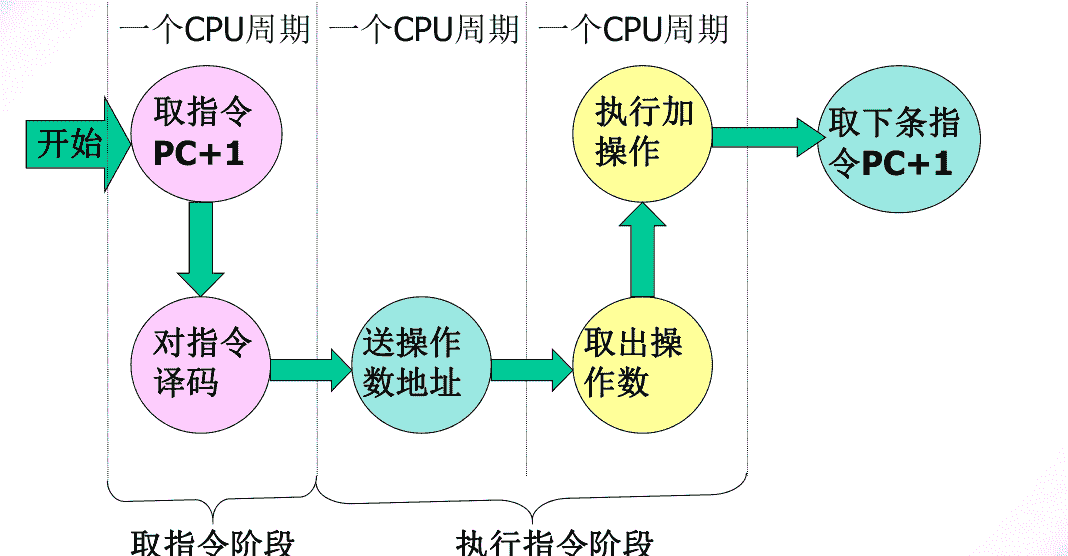 一个CPU周期
一个CPU周期
一个CPU周期
开始
取指令
PC+1
对指令
译码
送操作
数地址
取出操
作数
执行加
操作
取下条指
令PC+1
取指令阶段
执行指令阶段